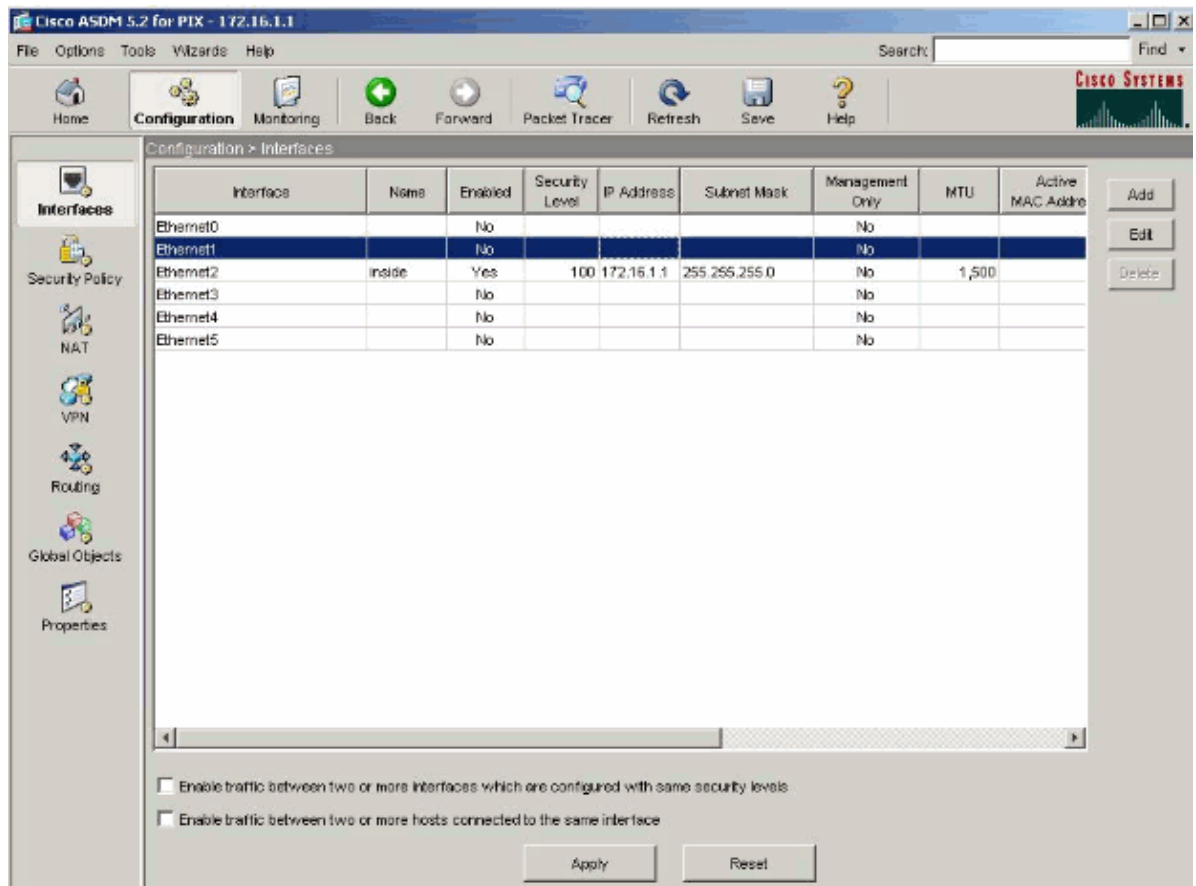 Cisco ASDM 5.2 for PIX - 172.16.1.1
File Options Tools Wizards Help Search: Find
Home Configuration Monitoring Back Forward Packet Tracer Refresh Save Help
CISCO SYSTEMS
Configuration > Interfaces
Interfaces
Security Policy
NAT
VPN
Routing
Global Objects
Properties
Interface Name Enabled Security Level IP Address Subnet Mask Management Only MTU Active MAC Addre
Ethernet0 No No
Ethernet1 No No
Ethernet2 inside Yes 100 172.16.1.1 255.255.255.0 No 1,500
Ethernet3 No No
Ethernet4 No No
Ethernet5 No No
Add
Edit
Delete
Enable traffic between two or more interfaces which are configured with same security levels
Enable traffic between two or more hosts connected to the same interface
Apply Reset